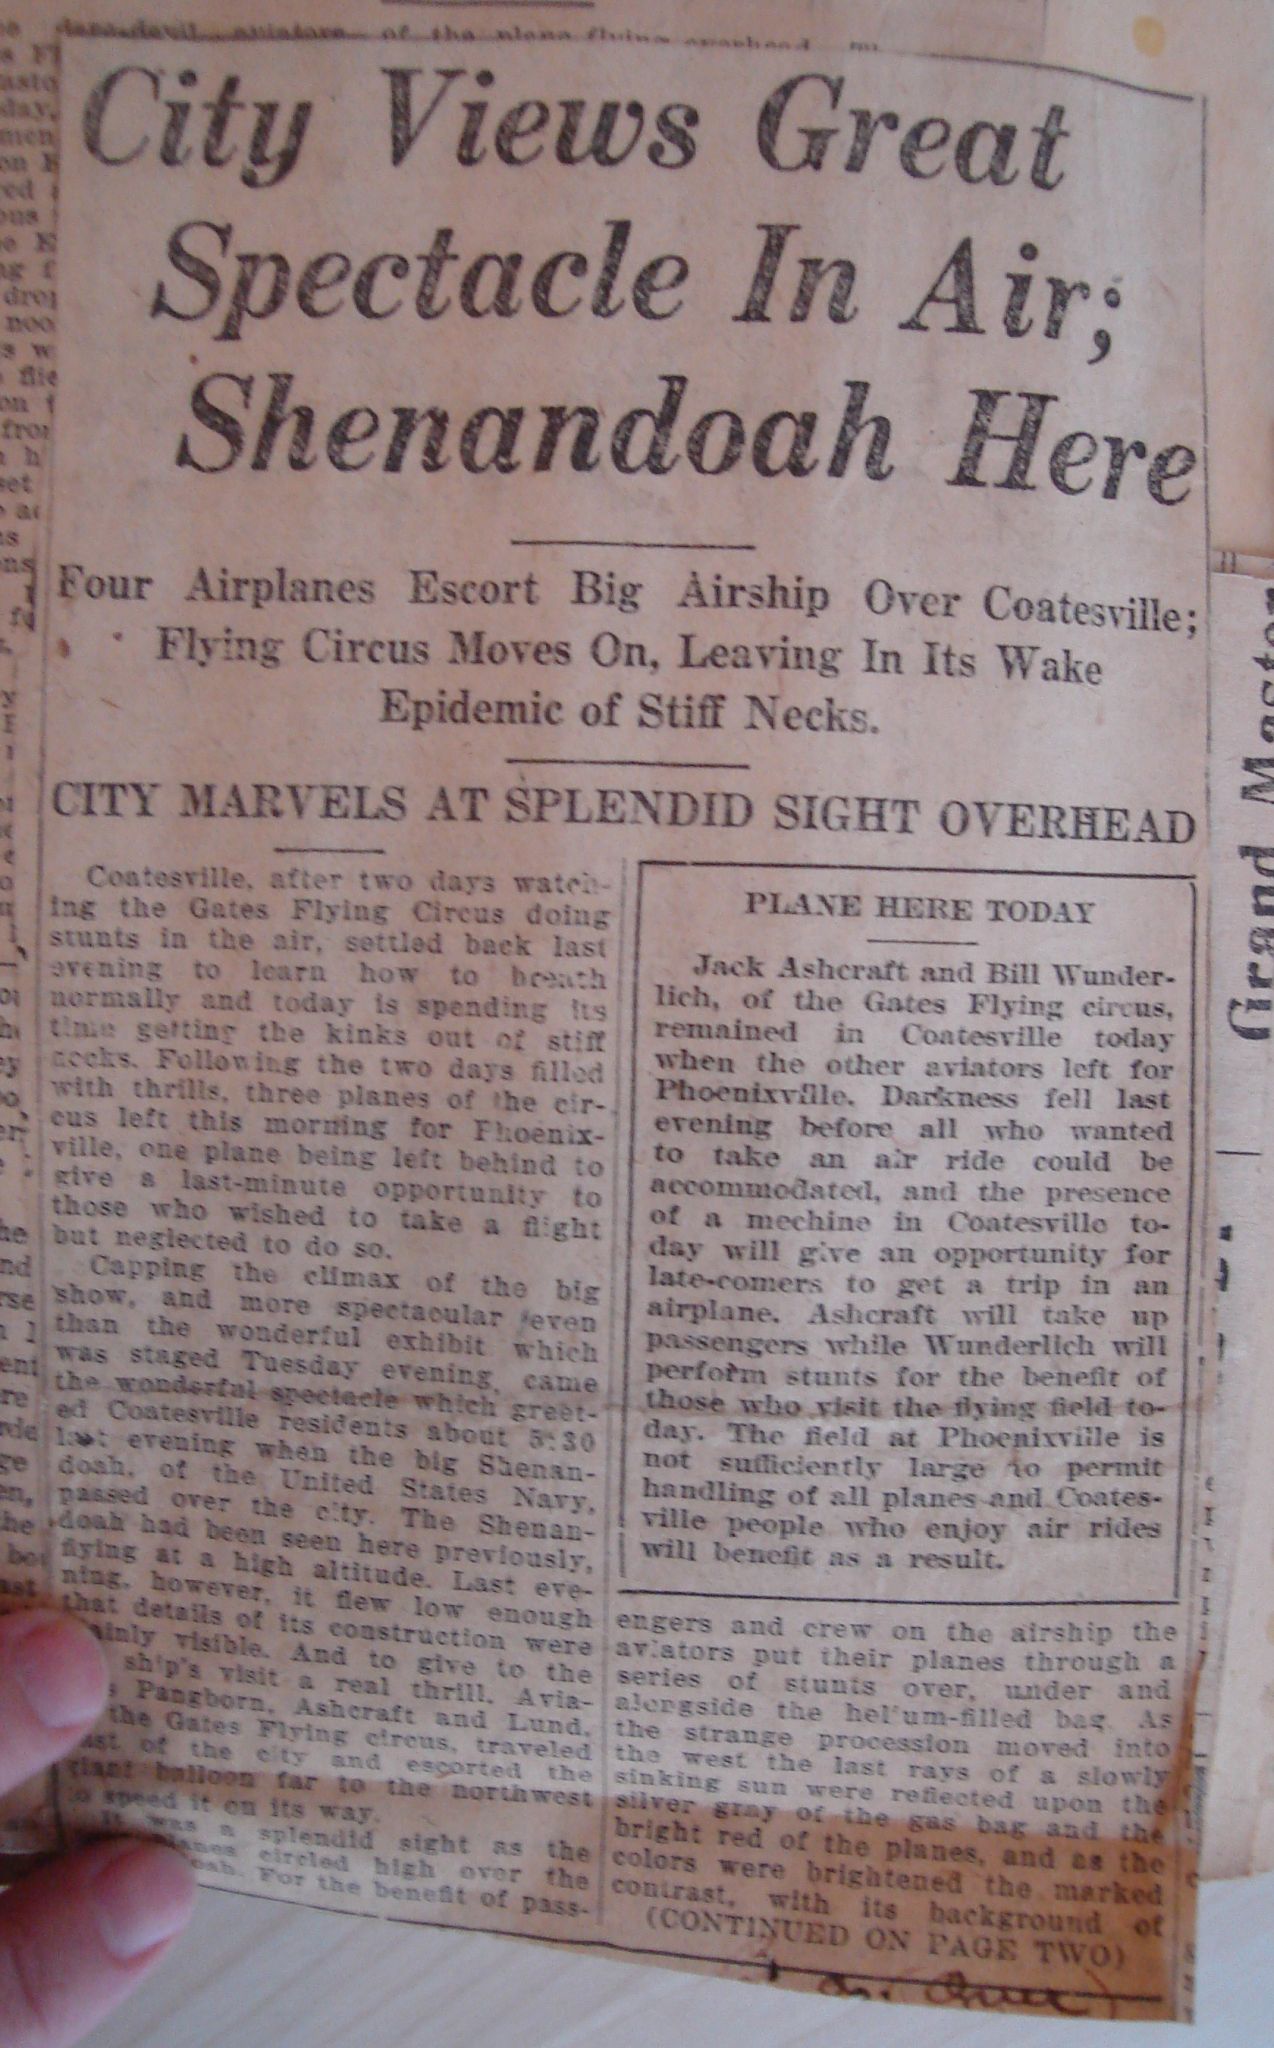 City Views Great
Spectacle In Air;
Shenandoah Here
Four Airplanes Escort Big Airship Over Coatesville;
Flying Circus Moves On, Leaving In Its Wake
Epidemic of Stiff Necks.
CITY MARVELS AT SPLENDID SIGHT OVERHEAD
Coatesville, after two days watch-
ing the Gates Flying Circus doing
stunts in the air, settled back last
evening to learn how to breath
normally and today is spending its
time getting the kinks out of stiff
necks. Following the two days filled
with thrills, three planes of the cir-
cus left this morning for Phoenix-
ville, one plane being left behind to
give a last-minute opportunity to
those who wished to take a flight
but neglected to do so.
Capping the climax of the big
show, and more spectacular even
than the wonderful exhibit which
was staged Tuesday evening, came
the wonderful spectacle which greet-
ed Coatesville residents about 5:30
last evening when the big Shenan-
doah, of the United States Navy,
passed over the city. The Shenan-
doah had been seen here previously,
flying at a high altitude. Last eve-
ning, however, it flew low enough
that details of its construction were
ainly visible. And to give to the
ship's visit a real thrill, Avia-
Pangborn, Ashcraft and Lund,
the Gates Flying circus, traveled
of the city and escorted the
giant balloon far to the northwest
to speed it on its way.
It was a splendid sight as the
circled high over the
oah. For the benefit of pass-
PLANE HERE TODAY
Jack Ashcraft and Bill Wunder-
lich, of the Gates Flying circus,
remained in Coatesville today
when the other aviators left for
Phoenixville. Darkness fell last
evening before all who wanted
to take an air ride could be
accommodated, and the presence
of a mechine in Coatesville to-
day will give an opportunity for
late-comers to get a trip in an
airplane. Ashcraft will take up
passengers while Wunderlich will
perform stunts for the benefit of
those who visit the flying field to-
day. The field at Phoenixville is
not sufficiently large to permit
handling of all planes and Coates-
ville people who enjoy air rides
will benefit as a result.
engers and crew on the airship the
aviators put their planes through a
series of stunts over, under and
alongside the helium-filled bag. As
the strange procession moved into
the west the last rays of a slowly
sinking sun were reflected upon the
silver gray of the gas bag and the
bright red of the planes, and as the
colors were brightened the marked
contrast, with its background of
(CONTINUED ON PAGE TWO)
Grand Master